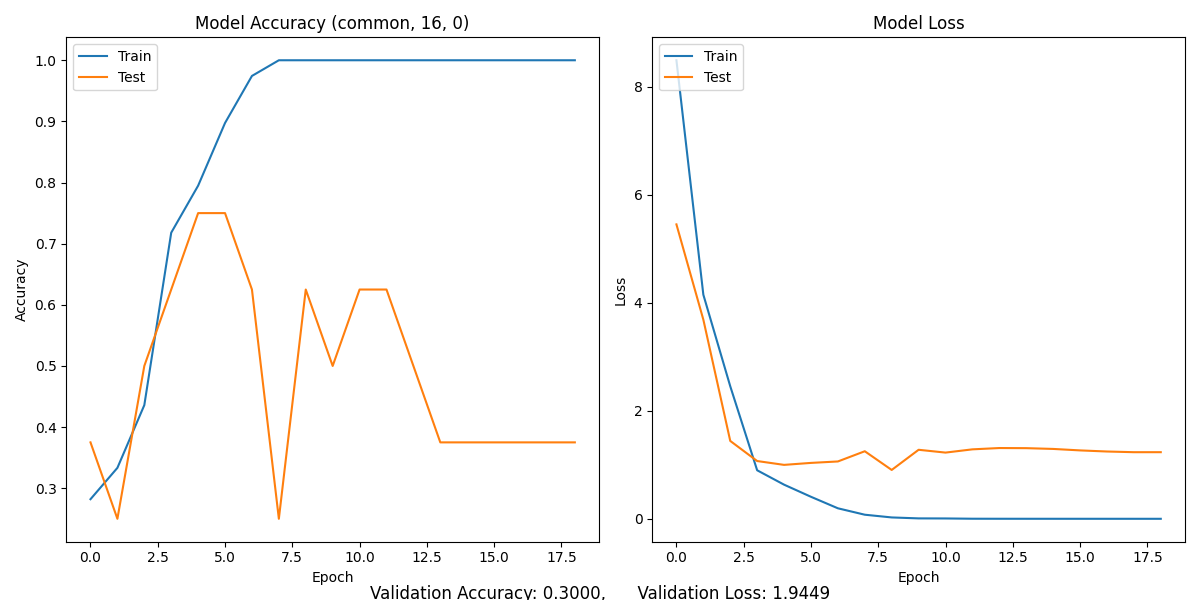 Model Accuracy (common, 16, 0)
Train
Test
1.0
0.9
0.8
0.7
0.6
0.5
0.4
0.3
Accuracy
0.0 2.5 5.0 7.5 10.0 12.5 15.0 17.5
Epoch
Model Loss
Train
Test
8
6
4
2
0
Loss
0.0 2.5 5.0 7.5 10.0 12.5 15.0 17.5
Epoch
Validation Accuracy: 0.3000, Validation Loss: 1.9449